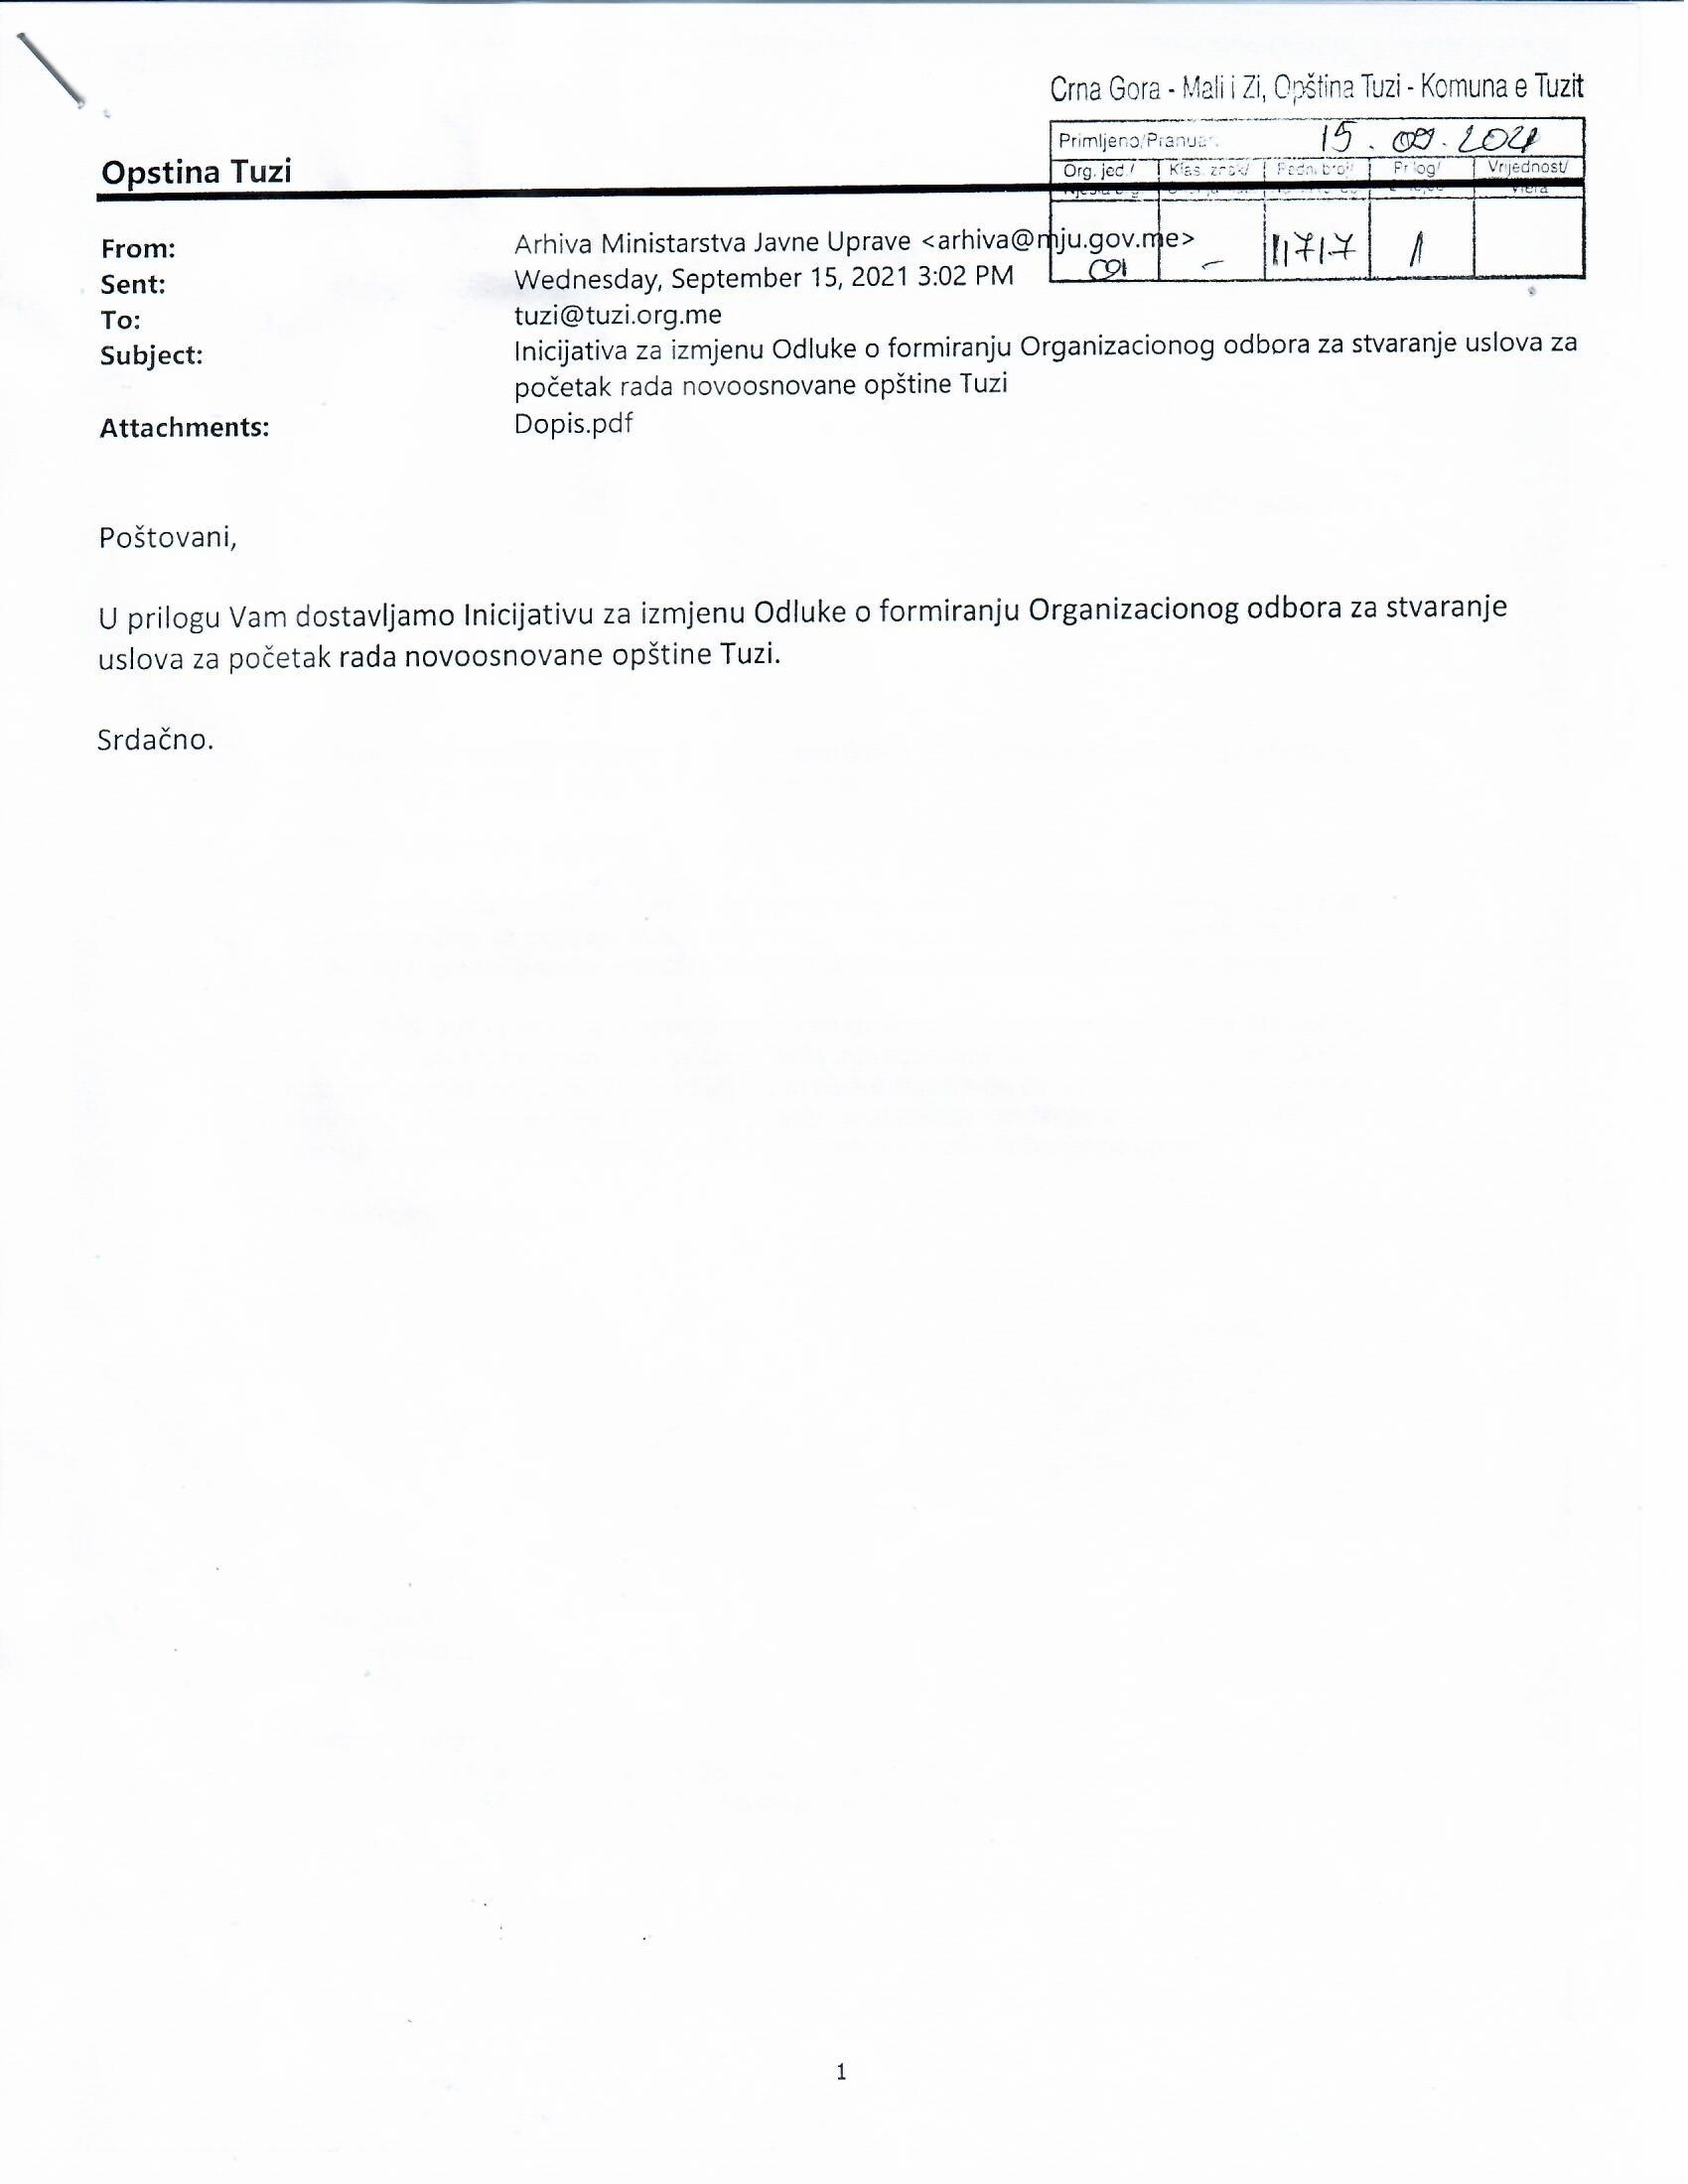 Crna Gora - Mali i Zi, Opština Tuzi - Komuna e Tuzit
Primljeno/Pranuar: 15. 09. 2021
Opstina Tuzi
Org. jed / Klas. znak/ Redn. broj/ Prilog/ Vrijednost/
Vlera
From: Arhiva Ministarstva Javne Uprave <arhiva@mju.gov.me>
Sent: Wednesday, September 15, 2021 3:02 PM
To: tuzi@tuzi.org.me
Subject: Inicijativa za izmjenu Odluke o formiranju Organizacionog odbora za stvaranje uslova za
početak rada novoosnovane opštine Tuzi
Attachments: Dopis.pdf
Poštovani,
U prilogu Vam dostavljamo Inicijativu za izmjenu Odluke o formiranju Organizacionog odbora za stvaranje
uslova za početak rada novoosnovane opštine Tuzi.
Srdačno.
1